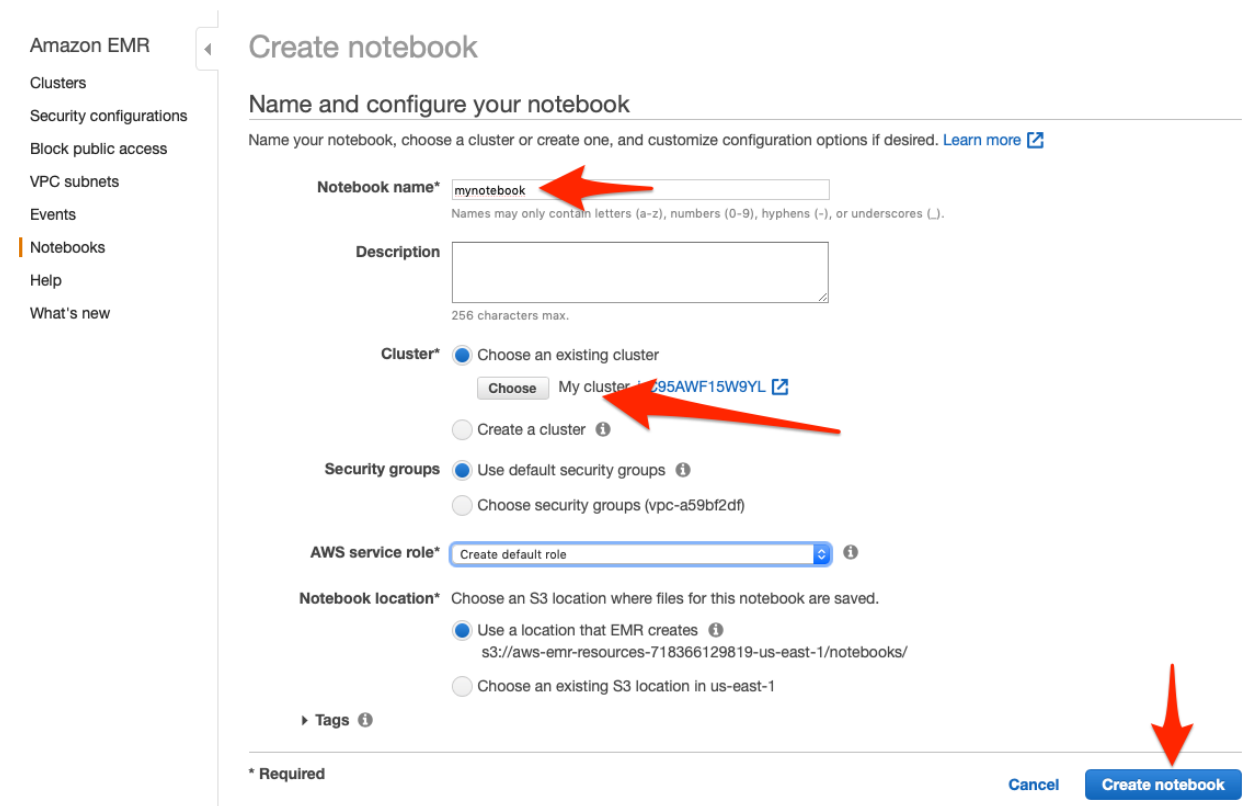 Amazon EMR
Clusters
Security configurations
Block public access
VPC subnets
Events
Notebooks
Help
What's new
Create notebook
Name and configure your notebook
Name your notebook, choose a cluster or create one, and customize configuration options if desired. Learn more
Notebook name* mynotebook
Names may only contain letters (a-z), numbers (0-9), hyphens (-), or underscores (_).
Description
256 characters max.
Cluster* Choose an existing cluster
Choose My cluster
Create a cluster
Security groups Use default security groups
Choose security groups (vpc-a59bf2df)
AWS service role* Create default role
Notebook location* Choose an S3 location where files for this notebook are saved.
Use a location that EMR creates
s3://aws-emr-resources-718366129819-us-east-1/notebooks/
Choose an existing S3 location in us-east-1
Tags
* Required
Cancel Create notebook